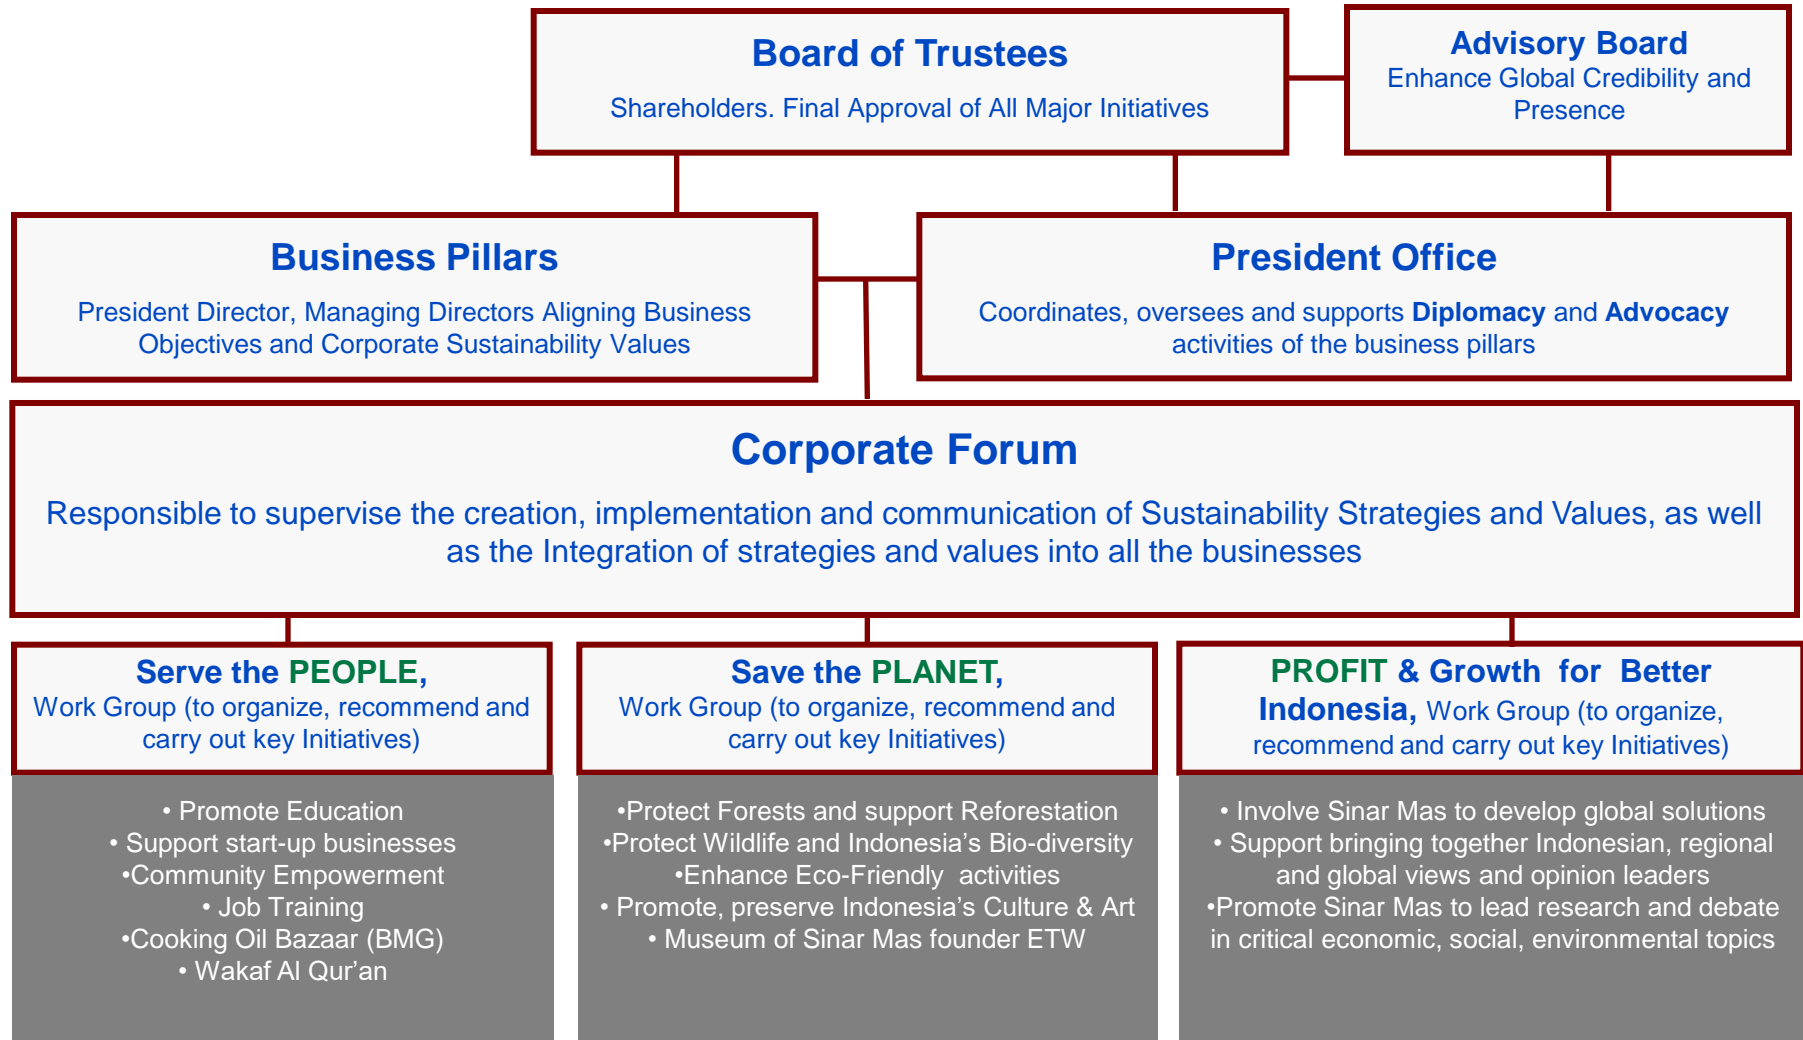 Board of Trustees
Shareholders. Final Approval of All Major Initiatives
Advisory Board
Enhance Global Credibility and
Presence
Business Pillars
President Director, Managing Directors Aligning Business
Objectives and Corporate Sustainability Values
President Office
Coordinates, oversees and supports Diplomacy and Advocacy
activities of the business pillars
Corporate Forum
Responsible to supervise the creation, implementation and communication of Sustainability Strategies and Values, as well
as the Integration of strategies and values into all the businesses
Serve the PEOPLE,
Work Group (to organize, recommend and
carry out key Initiatives)
• Promote Education
• Support start-up businesses
•Community Empowerment
• Job Training
•Cooking Oil Bazaar (BMG)
• Wakaf Al Qur’an
Save the PLANET,
Work Group (to organize, recommend and
carry out key Initiatives)
•Protect Forests and support Reforestation
•Protect Wildlife and Indonesia’s Bio-diversity
•Enhance Eco-Friendly activities
• Promote, preserve Indonesia’s Culture & Art
• Museum of Sinar Mas founder ETW
PROFIT & Growth for Better
Indonesia, Work Group (to organize,
recommend and carry out key Initiatives)
• Involve Sinar Mas to develop global solutions
• Support bringing together Indonesian, regional
and global views and opinion leaders
•Promote Sinar Mas to lead research and debate
in critical economic, social, environmental topics